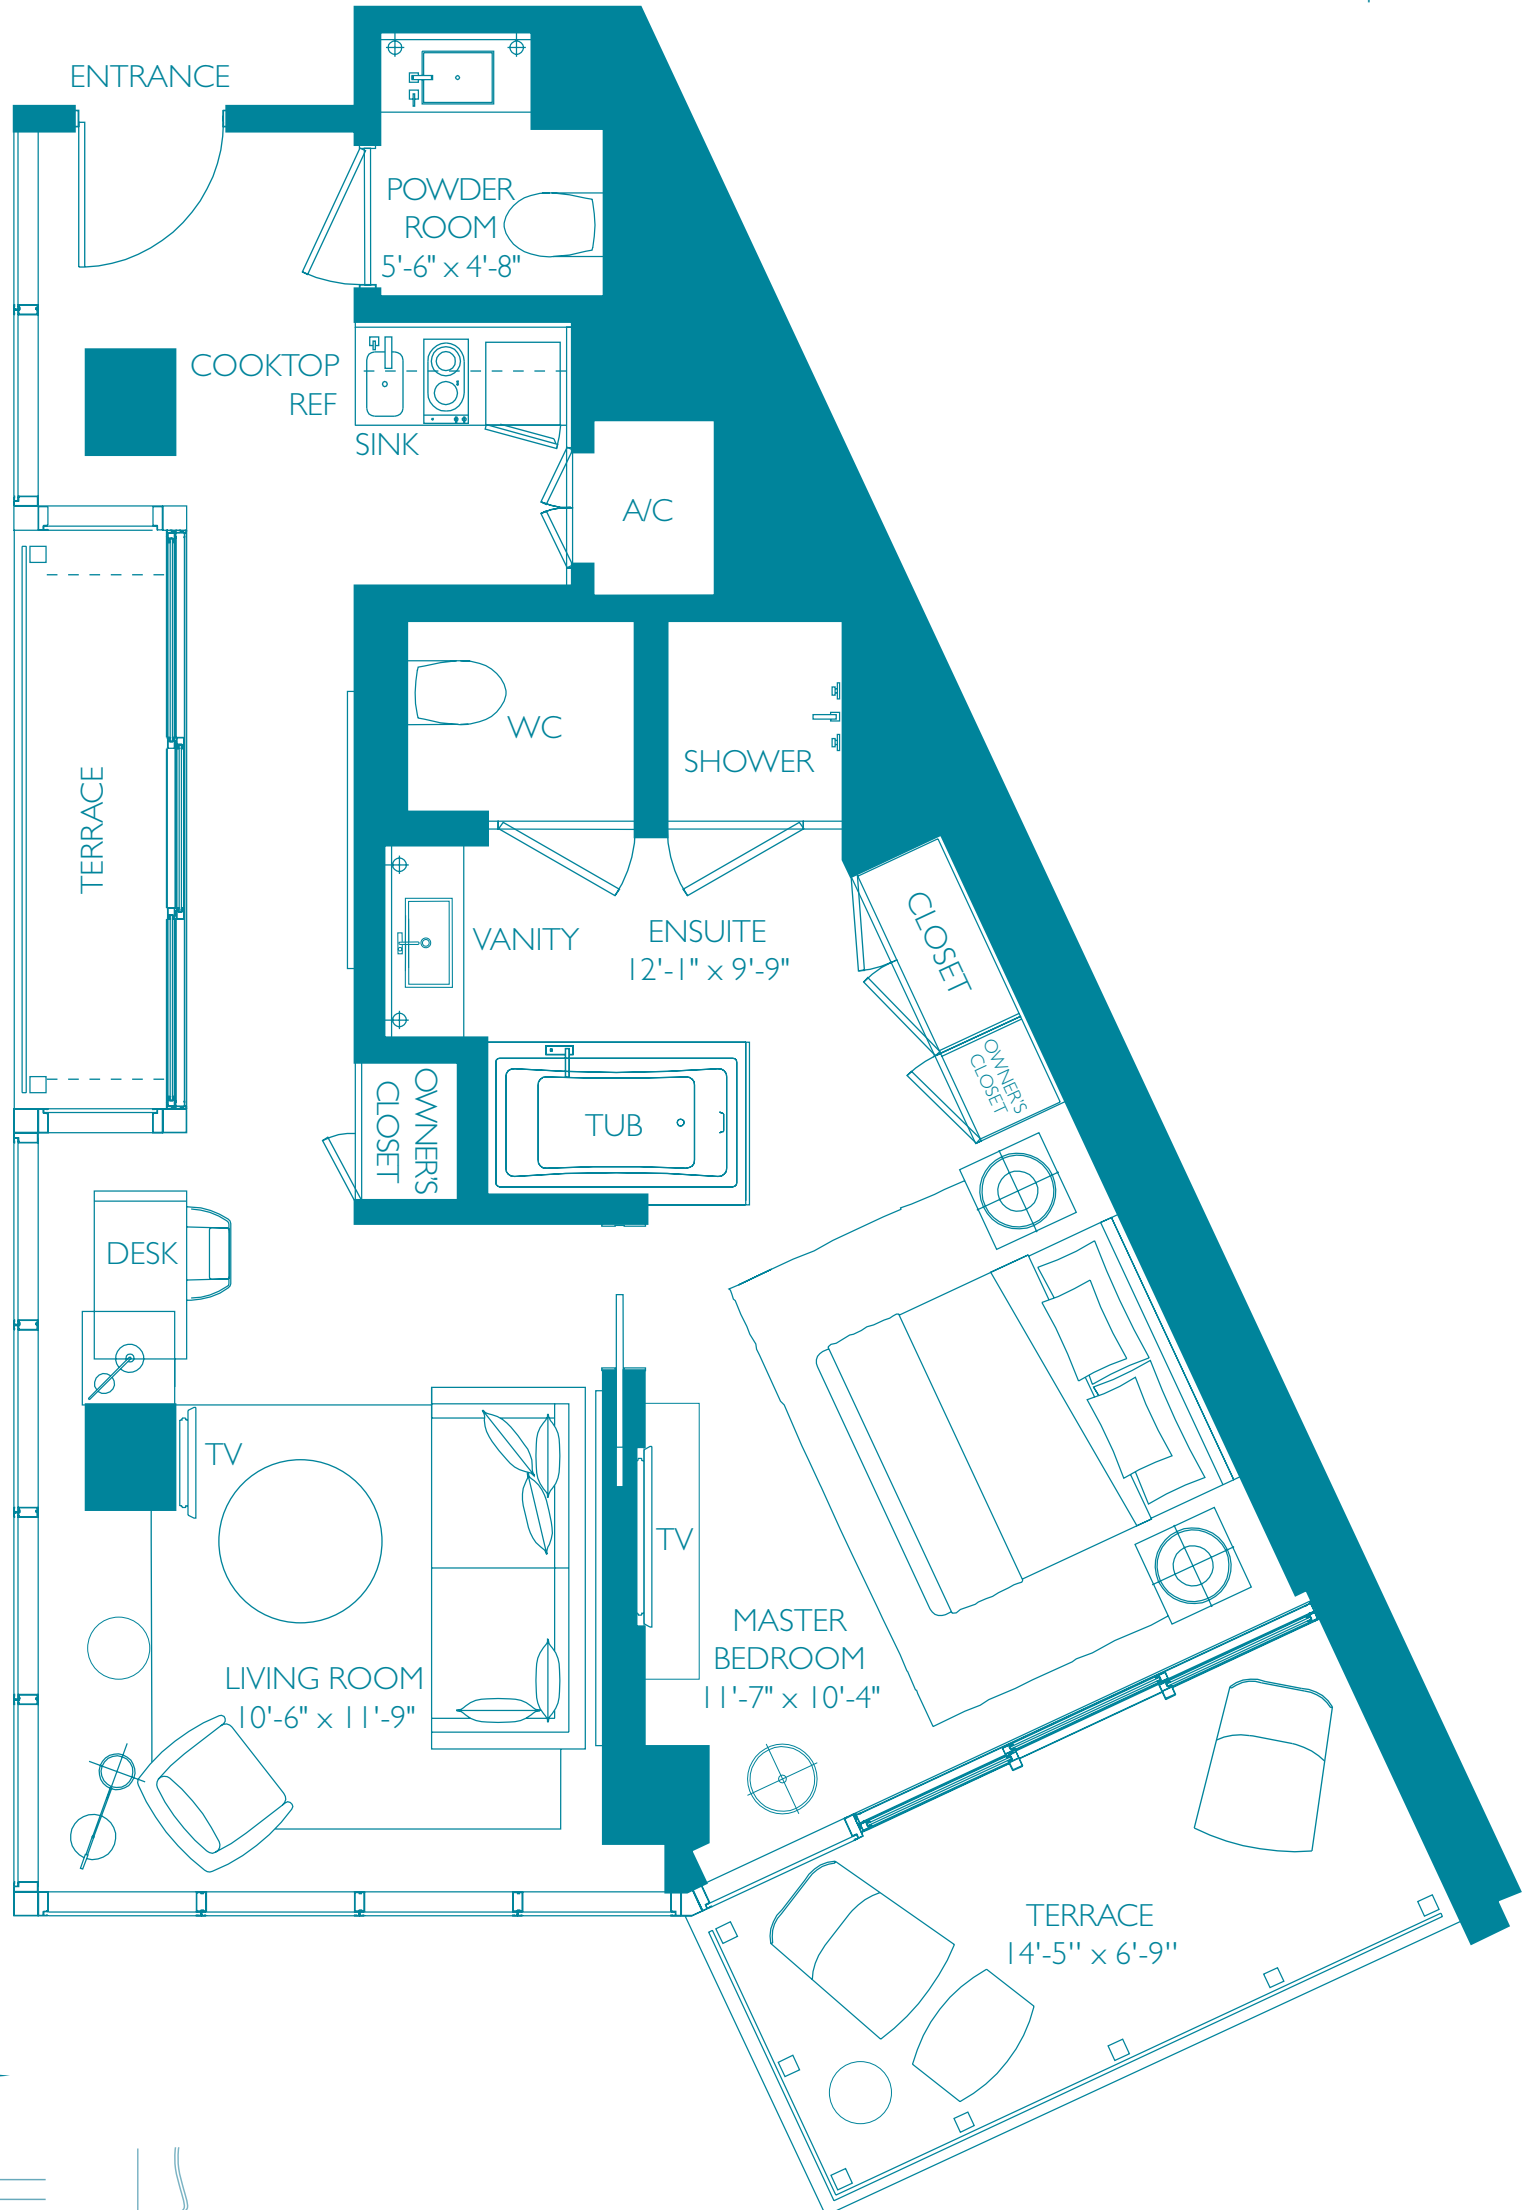 ENTRANCE
POWDER
ROOM
5'-6" x 4'-8"
COOKTOP
REF
SINK
A/C
WC
SHOWER
TERRACE
VANITY
ENSUITE
12'-1" x 9'-9"
CLOSET
OWNER'S
CLOSET
OWNER'S
CLOSET
TUB
DESK
TV
TV
LIVING ROOM
10'-6" x 11'-9"
MASTER
BEDROOM
11'-7" x 10'-4"
TERRACE
14'-5'' x 6'-9''